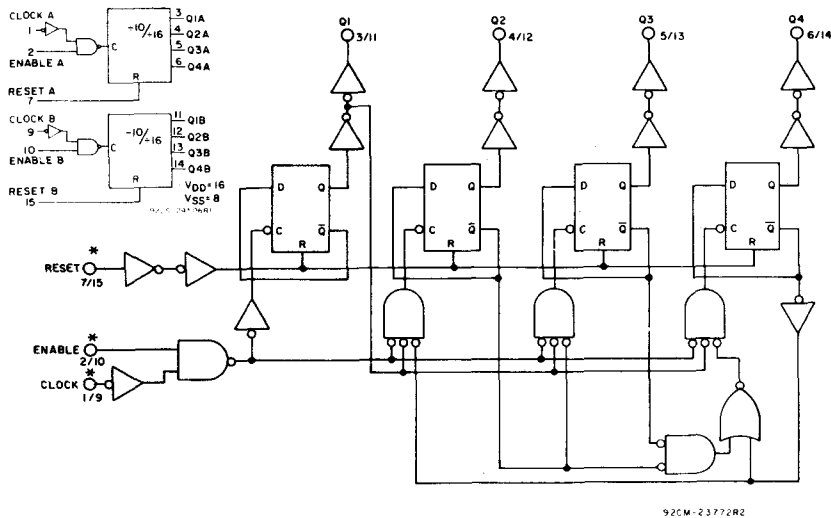 CLOCK A
1
2
ENABLE A
÷10/÷16
C
R
3 Q1A
4 Q2A
5 Q3A
6 Q4A
RESET A
7
CLOCK B
9
10
ENABLE B
÷10/÷16
C
R
11 Q1B
12 Q2B
13 Q3B
14 Q4B
RESET B
15
VDD=16
VSS=8
Q1
3/11
Q2
4/12
Q3
5/13
Q4
6/14
D Q
C Q̅
R
D Q
C Q̅
R
D Q
C Q̅
R
D Q
C Q̅
R
*
RESET
7/15
*
ENABLE
2/10
*
CLOCK
1/9
92CM-23772R2